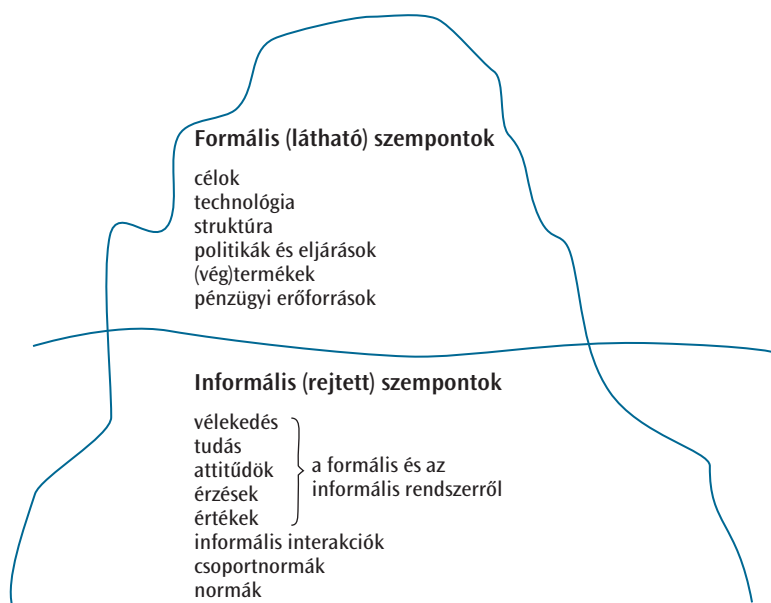 Formális (látható) szempontok
célok
technológia
struktúra
politikák és eljárások
(vég)termékek
pénzügyi erőforrások
Informális (rejtett) szempontok
vélekedés
tudás
attitűdök
érzések
értékek
a formális és az
informális rendszerről
informális interakciók
csoportnormák
normák